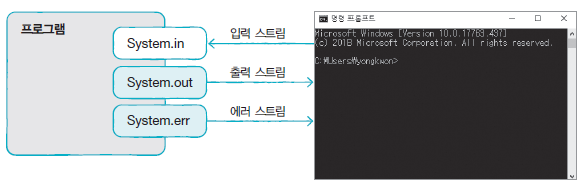 프로그램
System.in
System.out
System.err
입력 스트림
출력 스트림
에러 스트림
명령 프롬프트
Microsoft Windows [Version 10.0.17763.437]
(c) 2018 Microsoft Corporation. All rights reserved.
C:\Users\yongkwon>